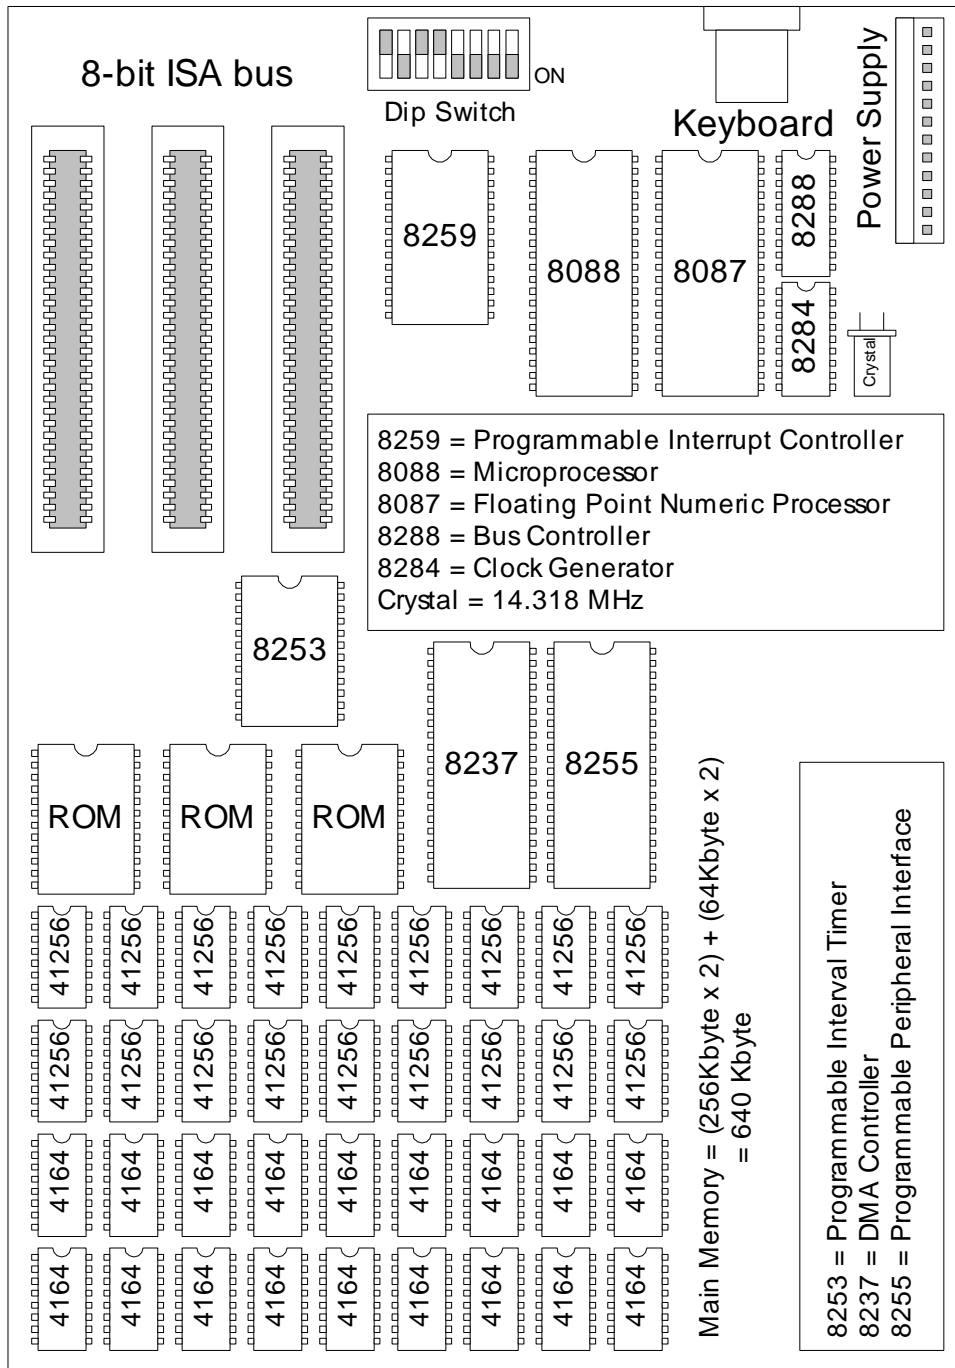 8-bit ISA bus
ON
Dip Switch
Keyboard
Power Supply
8259
8088
8087
8288
8284
Crystal
8259 = Programmable Interrupt Controller
8088 = Microprocessor
8087 = Floating Point Numeric Processor
8288 = Bus Controller
8284 = Clock Generator
Crystal = 14.318 MHz
8253
8237
8255
ROM ROM ROM
41256 41256 41256 41256 41256 41256 41256 41256 41256
41256 41256 41256 41256 41256 41256 41256 41256 41256
4164 4164 4164 4164 4164 4164 4164 4164 4164
4164 4164 4164 4164 4164 4164 4164 4164 4164
Main Memory = (256Kbyte x 2) + (64Kbyte x 2)
= 640 Kbyte
8253 = Programmable Interval Timer
8237 = DMA Controller
8255 = Programmable Peripheral Interface